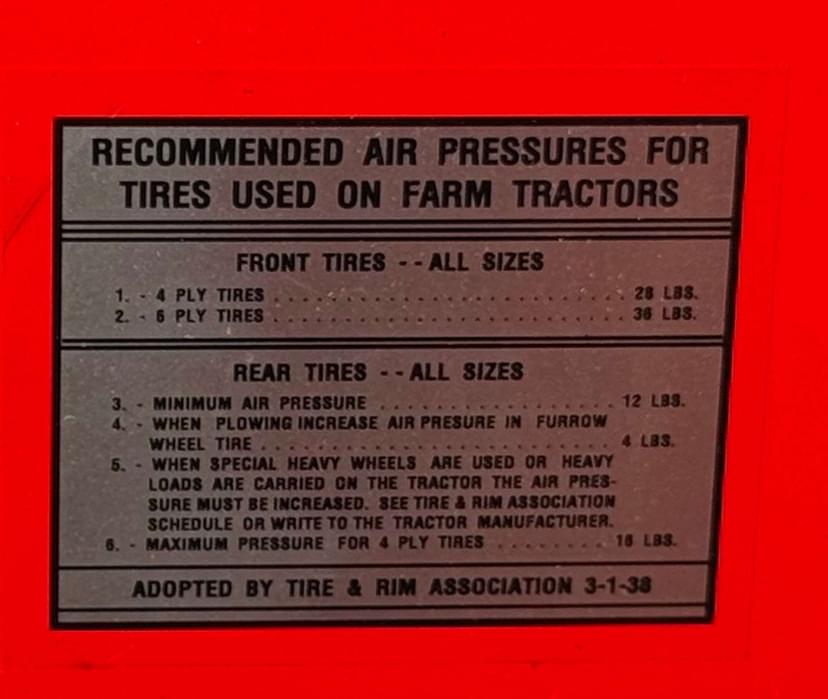 RECOMMENDED AIR PRESSURES FOR
TIRES USED ON FARM TRACTORS
FRONT TIRES -- ALL SIZES
1. - 4 PLY TIRES .......................... 28 LBS.
2. - 6 PLY TIRES .......................... 36 LBS.
REAR TIRES -- ALL SIZES
3. - MINIMUM AIR PRESSURE ................. 12 LBS.
4. - WHEN PLOWING INCREASE AIR PRESURE IN FURROW
WHEEL TIRE .......................... 4 LBS.
5. - WHEN SPECIAL HEAVY WHEELS ARE USED OR HEAVY
LOADS ARE CARRIED ON THE TRACTOR THE AIR PRES-
SURE MUST BE INCREASED. SEE TIRE & RIM ASSOCIATION
SCHEDULE OR WRITE TO THE TRACTOR MANUFACTURER.
6. - MAXIMUM PRESSURE FOR 4 PLY TIRES ........ 16 LBS.
ADOPTED BY TIRE & RIM ASSOCIATION 3-1-38